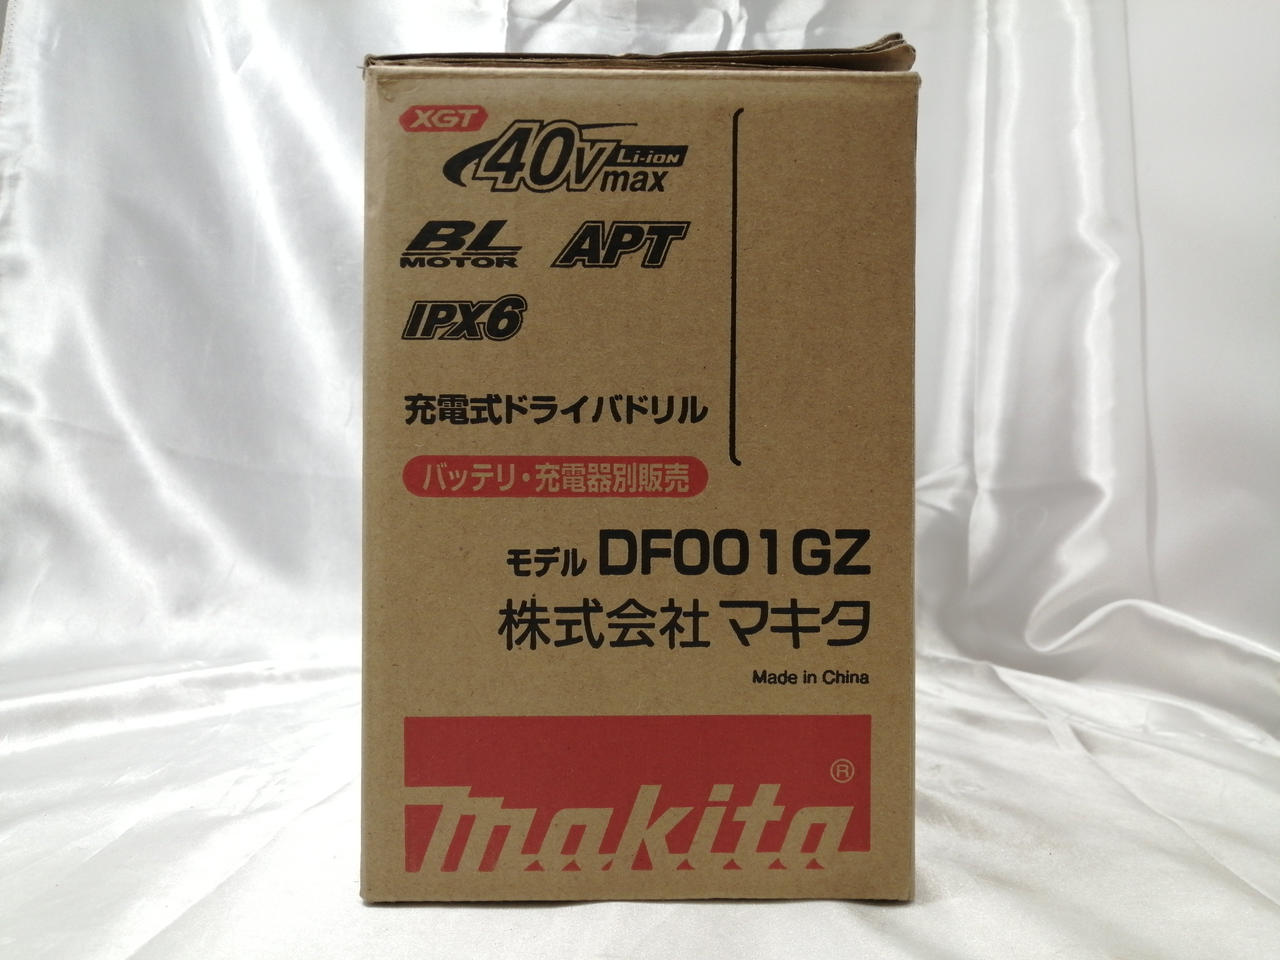 XGT
40Vmax Li-ion
BL MOTOR
APT
IPX6
充電式ドライバドリル
バッテリ・充電器別販売
モデル DF001GZ
株式会社マキタ
Made in China
makita®